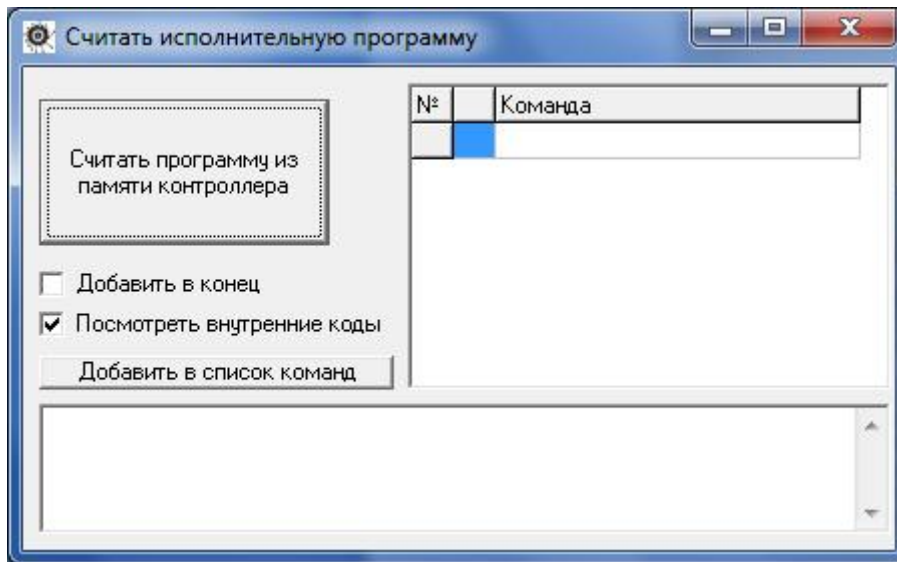 Считать исполнительную программу
Считать программу из
памяти контроллера
№ Команда
Добавить в конец
Посмотреть внутренние коды
Добавить в список команд